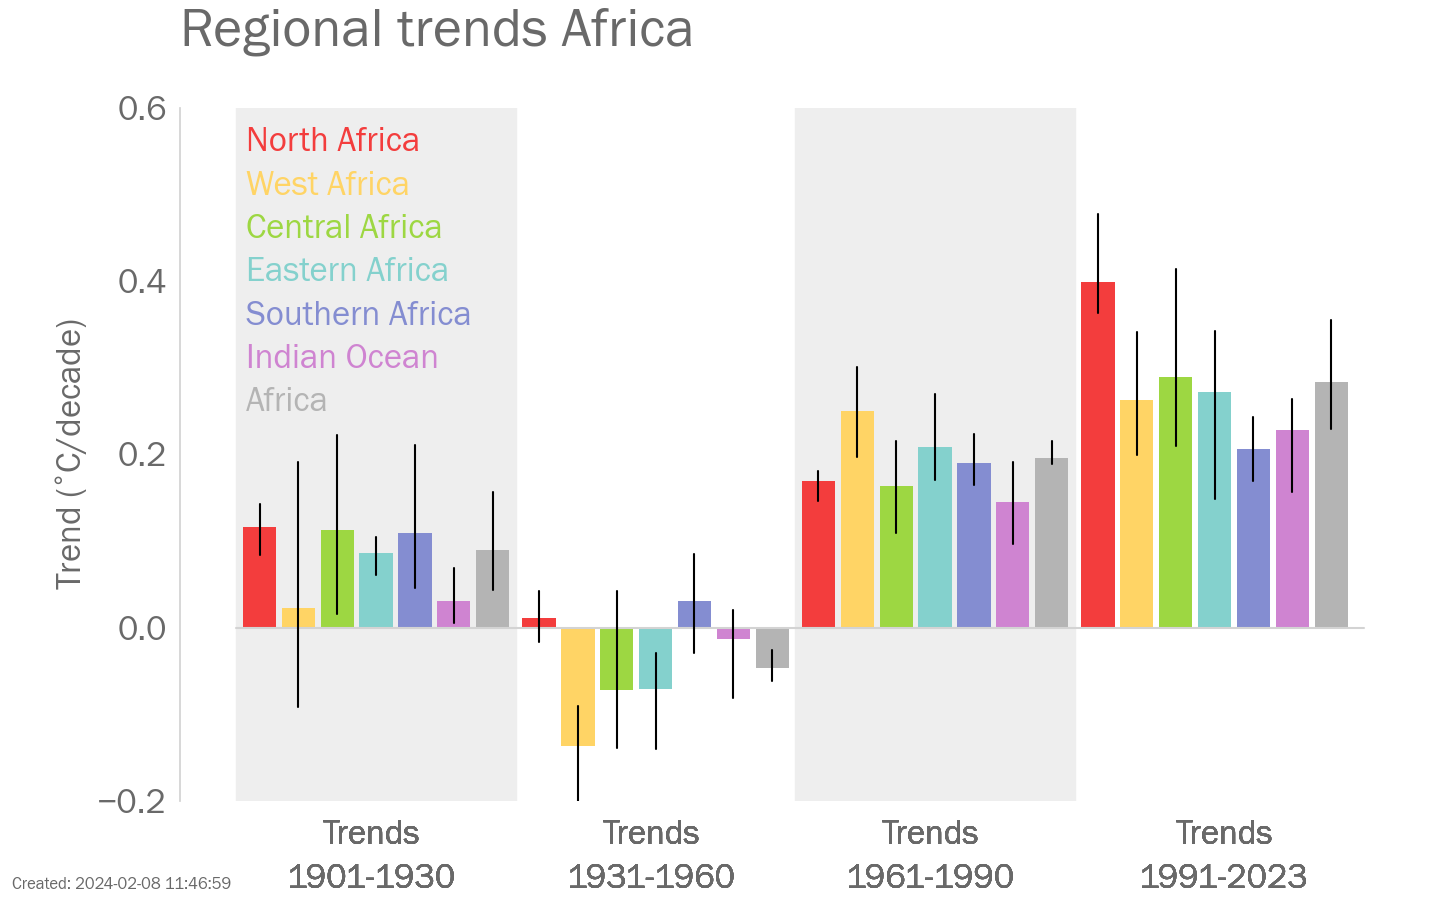 Regional trends Africa
0.6
0.4
0.2
0.0
−0.2
Trend (°C/decade)
North Africa
West Africa
Central Africa
Eastern Africa
Southern Africa
Indian Ocean
Africa
Trends
1901-1930
Trends
1931-1960
Trends
1961-1990
Trends
1991-2023
Created: 2024-02-08 11:46:59